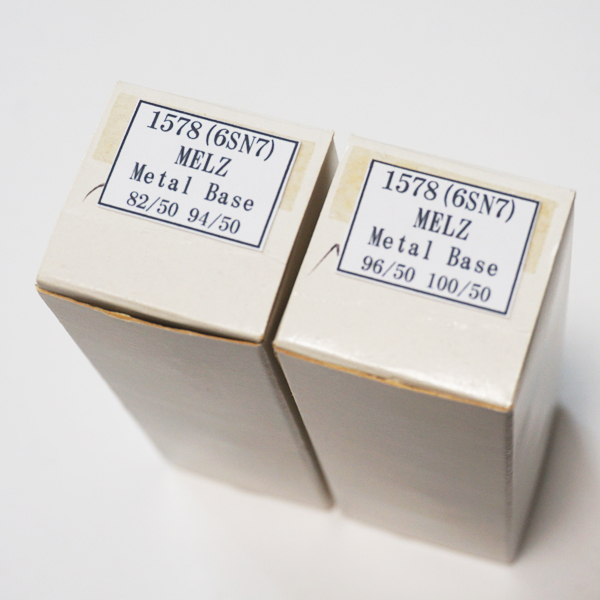 1578(6SN7)
MELZ
Metal Base
82/50 94/50
1578(6SN7)
MELZ
Metal Base
96/50 100/50